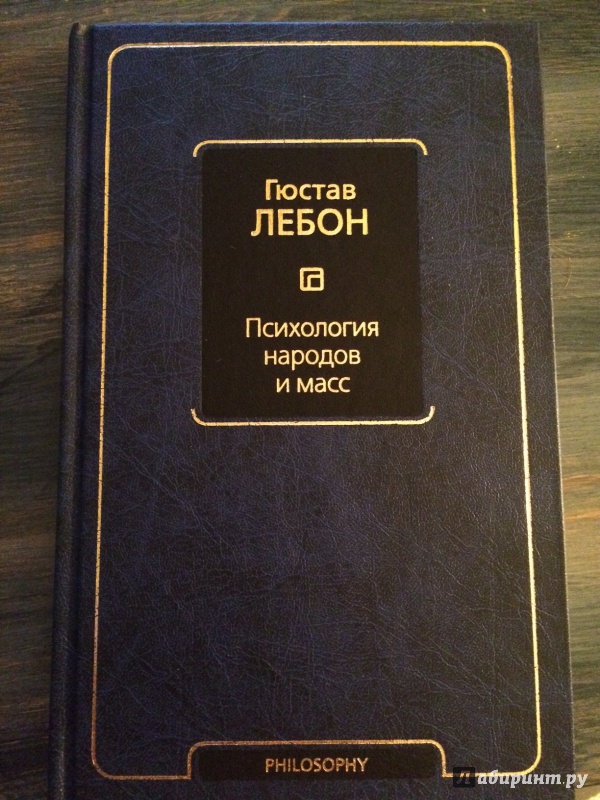 Гюстав
ЛЕБОН
Психология
народов
и масс
PHILOSOPHY
Лабиринт.ру